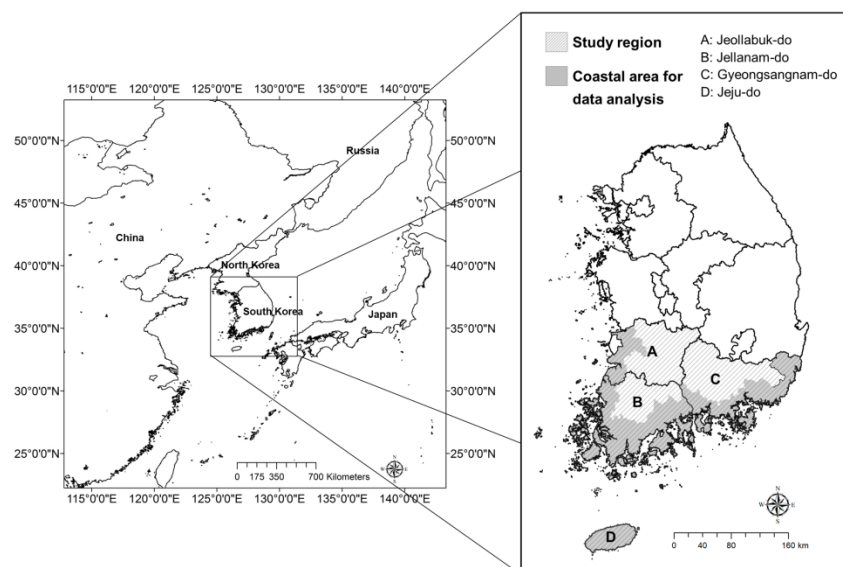 115°0'0"E 120°0'0"E 125°0'0"E 130°0'0"E 135°0'0"E 140°0'0"E
50°0'0"N
45°0'0"N
40°0'0"N
35°0'0"N
30°0'0"N
25°0'0"N
50°0'0"N
45°0'0"N
40°0'0"N
35°0'0"N
30°0'0"N
25°0'0"N
Russia
China
North Korea
South Korea
Japan
0 175 350 700 Kilometers
N
W E
S
115°0'0"E 120°0'0"E 125°0'0"E 130°0'0"E 135°0'0"E 140°0'0"E
Study region
Coastal area for
data analysis
A: Jeollabuk-do
B: Jellanam-do
C: Gyeongsangnam-do
D: Jeju-do
A
C
B
D
N
W E
S
0 40 80 160 km